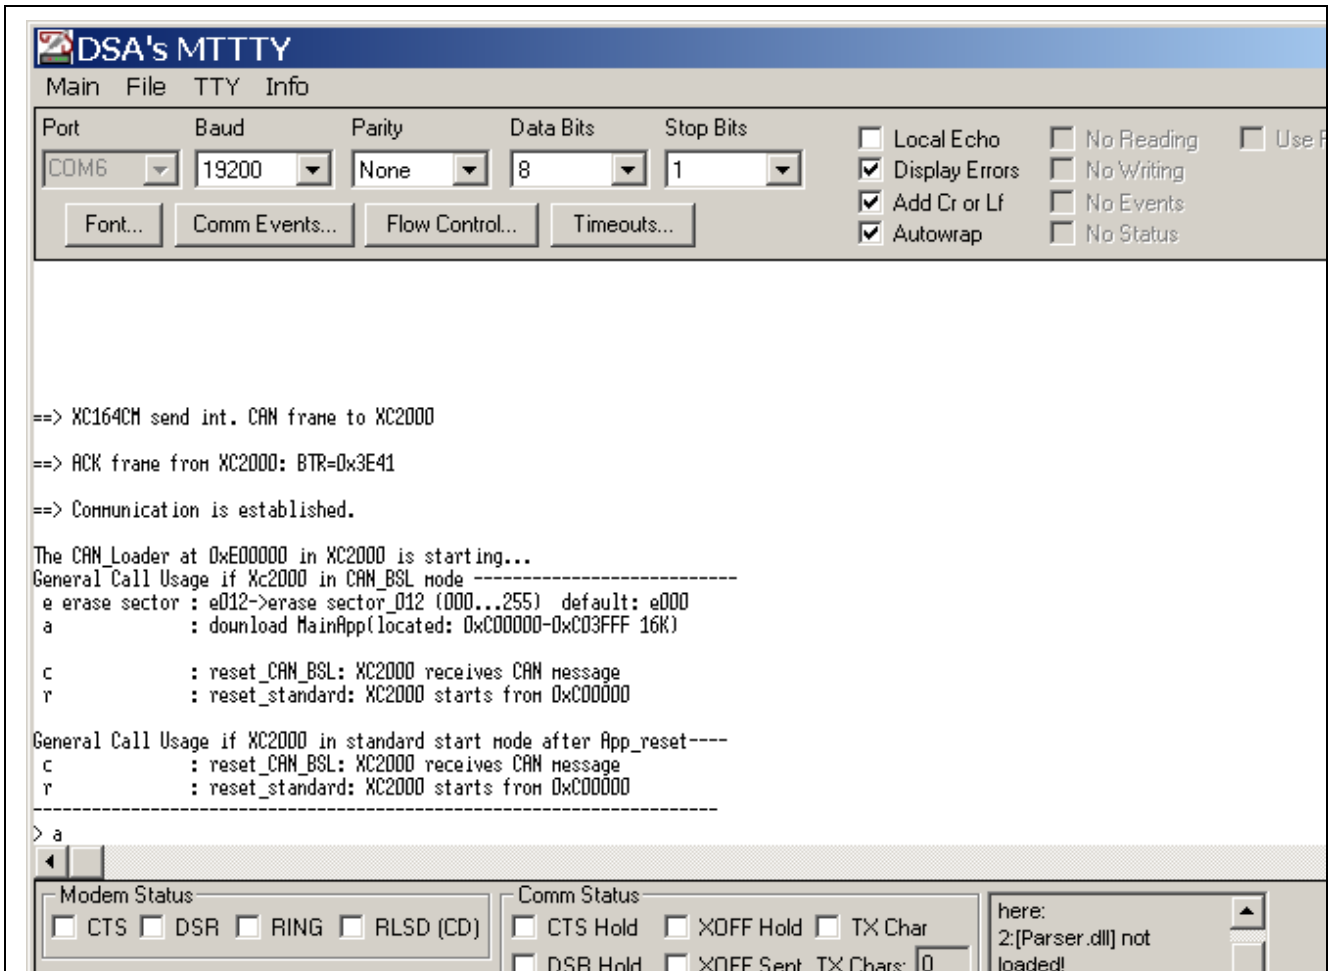 DSA's MTTTY
Main File TTY Info
Port Baud Parity Data Bits Stop Bits
COM6 19200 None 8 1
Local Echo No Reading Use
Display Errors No Writing
Add Cr or Lf No Events
Autowrap No Status
Font... Comm Events... Flow Control... Timeouts...
==> XC164CM send int. CAN frame to XC2000
==> ACK frame from XC2000: BTR=0x3E41
==> Communication is established.
The CAN_Loader at 0xE00000 in XC2000 is starting...
General Call Usage if Xc2000 in CAN_BSL mode ---------------------------
e erase sector : e012->erase sector_012 (000...255) default: e000
a : download MainApp(located: 0xC00000-0xC03FFF 16K)
c : reset_CAN_BSL: XC2000 receives CAN message
r : reset_standard: XC2000 starts from 0xC00000
General Call Usage if XC2000 in standard start mode after App_reset----
c : reset_CAN_BSL: XC2000 receives CAN message
r : reset_standard: XC2000 starts from 0xC00000
----------------------------------------------------------------------
> a
Modem Status Comm Status
CTS DSR RING RLSD (CD) CTS Hold XOFF Hold TX Char
DSR Hold XOFF Sent TX Chars: 0
here:
2:[Parser.dll] not
loaded!